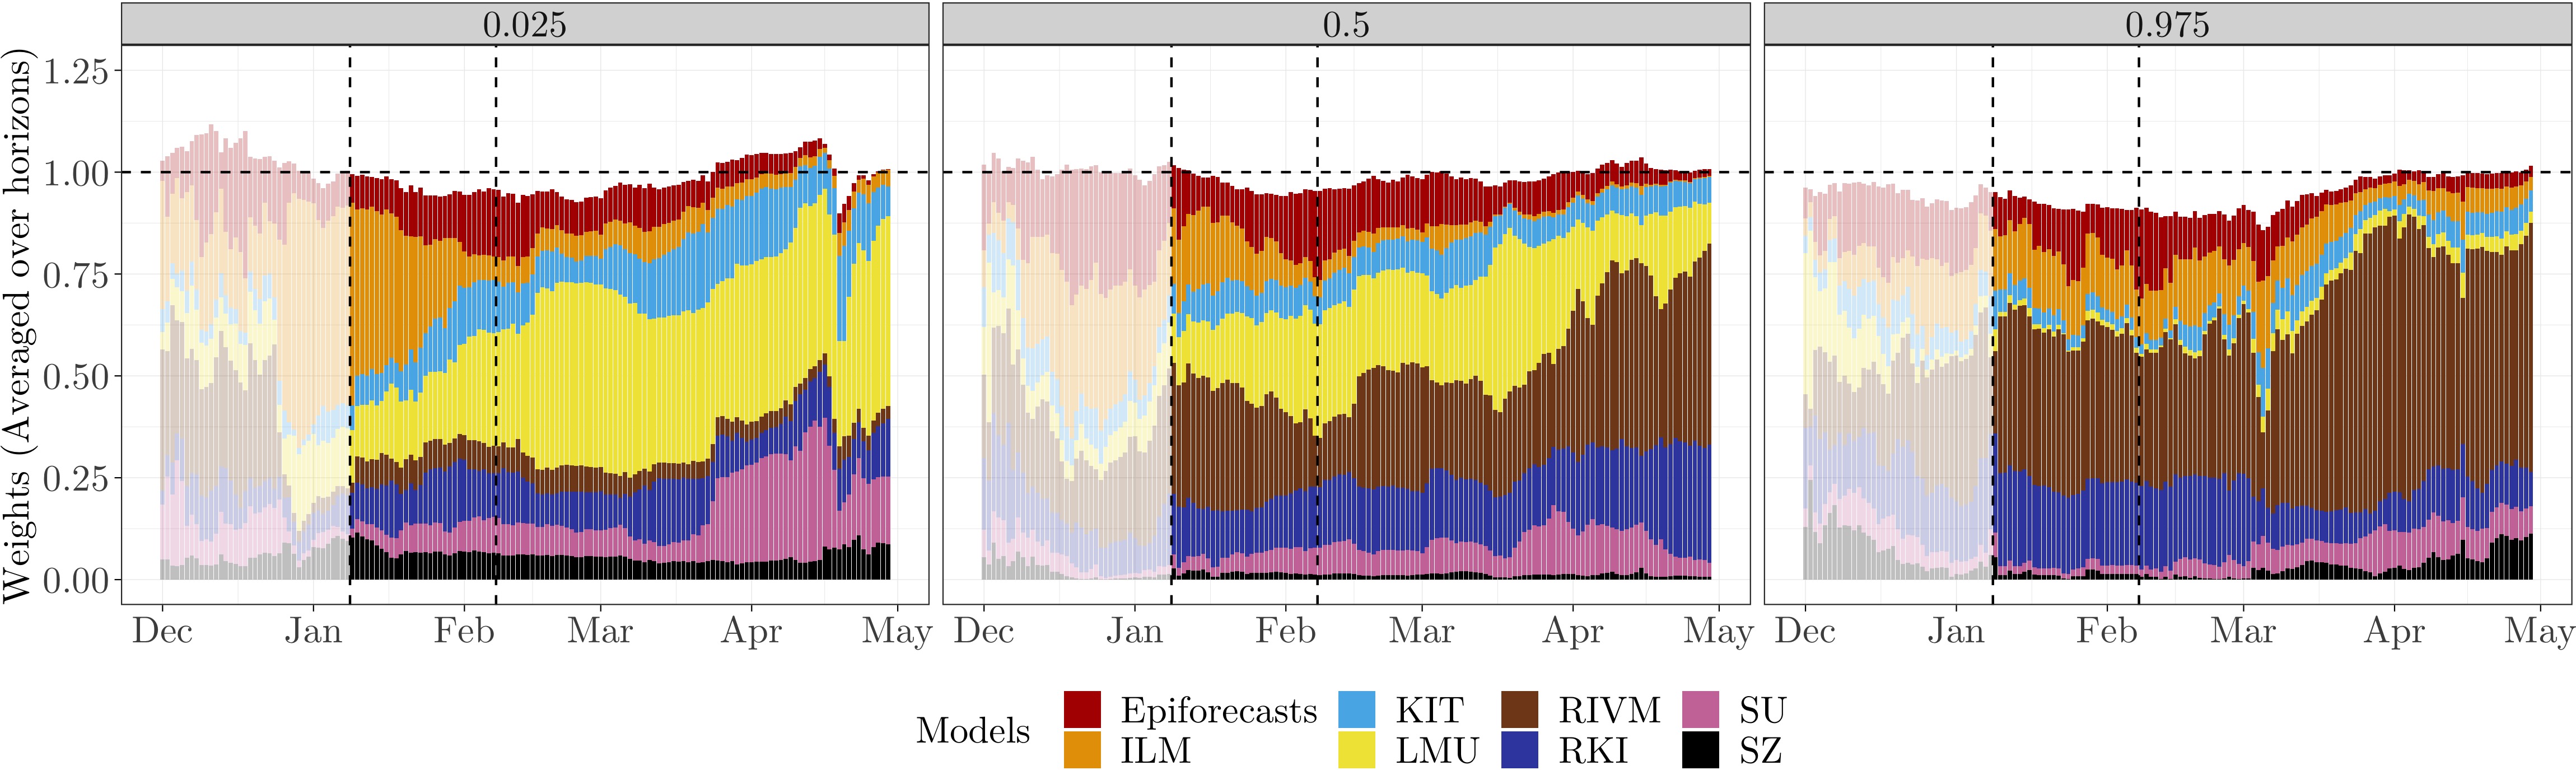 0.025 0.5 0.975
Weights (Averaged over horizons)
1.25
1.00
0.75
0.50
0.25
0.00
Dec Jan Feb Mar Apr May Dec Jan Feb Mar Apr May Dec Jan Feb Mar Apr May
Models
Epiforecasts KIT RIVM SU
ILM LMU RKI SZ